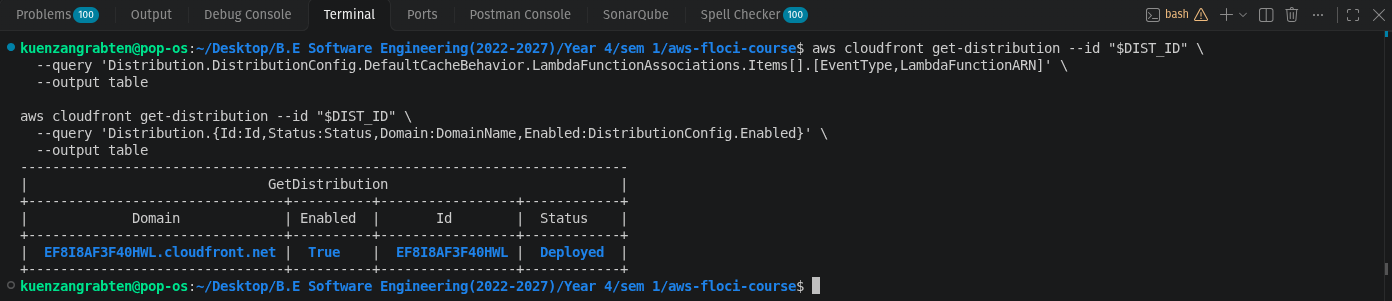 Problems 100 Output Debug Console Terminal Ports Postman Console SonarQube Spell Checker 100 bash
kuenzangrabten@pop-os:~/Desktop/B.E Software Engineering(2022-2027)/Year 4/sem 1/aws-floci-course$ aws cloudfront get-distribution --id "$DIST_ID" \
  --query 'Distribution.DistributionConfig.DefaultCacheBehavior.LambdaFunctionAssociations.Items[].[EventType,LambdaFunctionARN]' \
  --output table

aws cloudfront get-distribution --id "$DIST_ID" \
  --query 'Distribution.{Id:Id,Status:Status,Domain:DomainName,Enabled:DistributionConfig.Enabled}' \
  --output table
----------------------------------------------------------------------------
|                              GetDistribution                             |
+--------------------------------+----------+-----------------+------------+
|             Domain             | Enabled  |       Id        |  Status    |
+--------------------------------+----------+-----------------+------------+
|  EF8I8AF3F40HWL.cloudfront.net |  True    |  EF8I8AF3F40HWL |  Deployed  |
+--------------------------------+----------+-----------------+------------+
kuenzangrabten@pop-os:~/Desktop/B.E Software Engineering(2022-2027)/Year 4/sem 1/aws-floci-course$